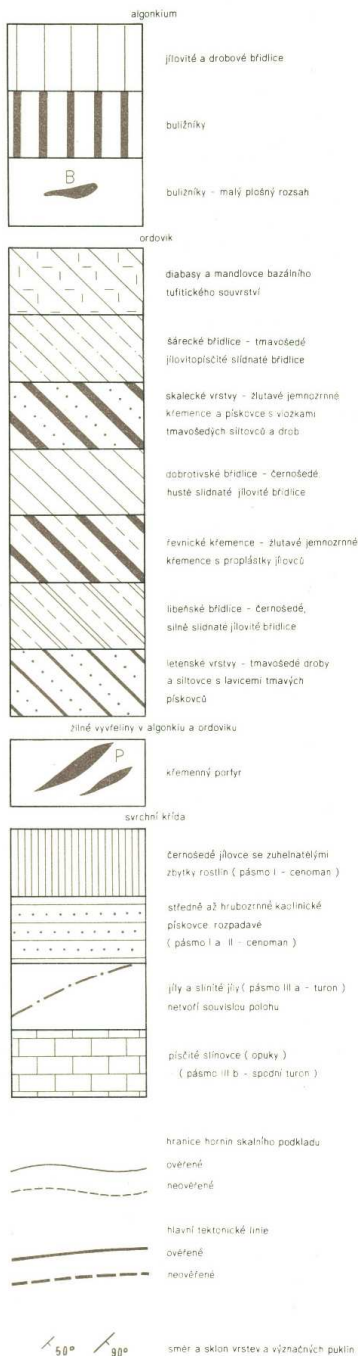 algonkium
jílovité a drobové břidlice
buližníky
B
buližníky - malý plošný rozsah
ordovik
diabasy a mandlovce bazálního
tufitického souvrství
šárecké břidlice - tmavošedé
jílovitopísčité slídnaté břidlice
skalecké vrstvy - žlutavé jemnozrnné
křemence a pískovce s vložkami
tmavošedých siltovců a drob
dobrotivské břidlice - černošedé,
hustě slídnaté jílovité břidlice
řevnické křemence - žlutavé jemnozrnné
křemence s proplástky jílovců
libeňské břidlice - černošedé,
silně slídnaté jílovité břidlice
letenské vrstvy - tmavošedé droby
a siltovce s lavicemi tmavých
pískovců
žilné vyvřeliny v algonkiu a ordoviku
P
křemenný porfyr
svrchní křída
černošedé jílovce se zuhelnatělými
zbytky rostlin ( pásmo I - cenoman )
středně až hrubozrnné kaolinické
pískovce rozpadavé
( pásmo I a II - cenoman )
jíly a slínité jíly ( pásmo III a - turon )
netvoří souvislou polohu
písčité slínovce ( opuky )
( pásmo III b - spodní turon )
hranice hornin skalního podkladu
ověřené
neověřené
hlavní tektonické linie
ověřené
neověřené
50° 90° směr a sklon vrstev a význačných puklin